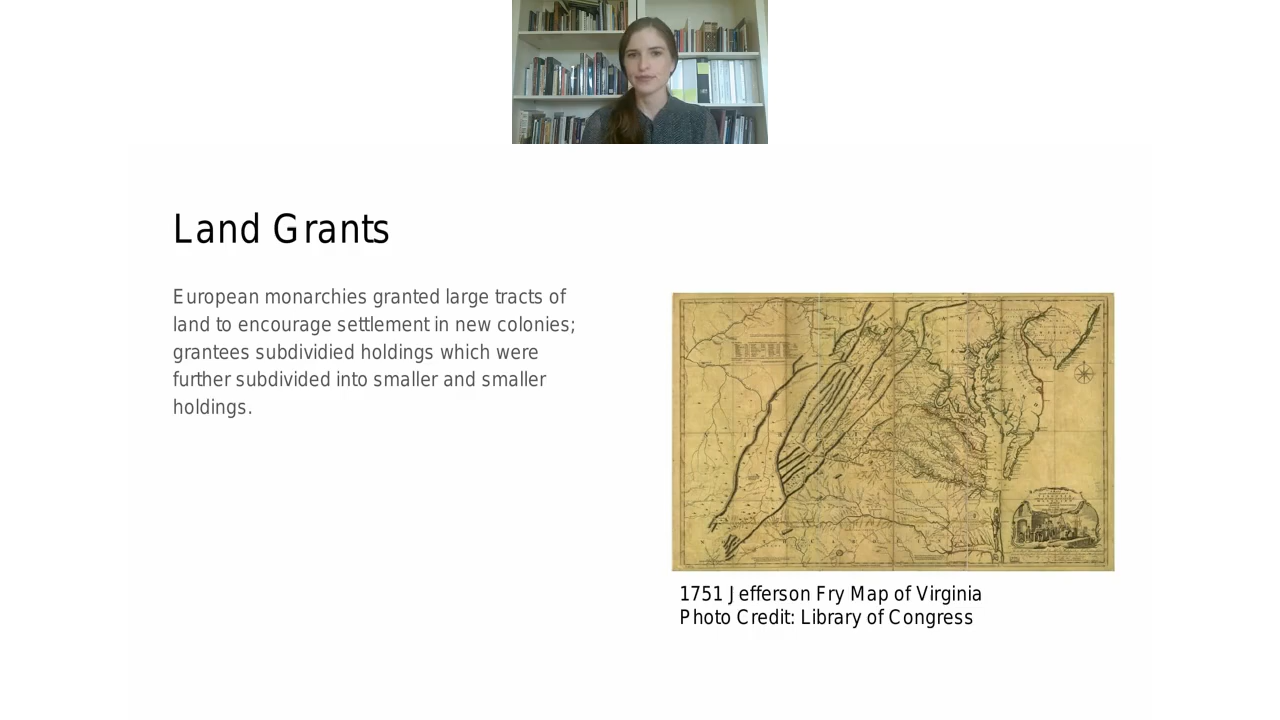 Land Grants
European monarchies granted large tracts of
land to encourage settlement in new colonies;
grantees subdividied holdings which were
further subdivided into smaller and smaller
holdings.
1751 Jefferson Fry Map of Virginia
Photo Credit: Library of Congress